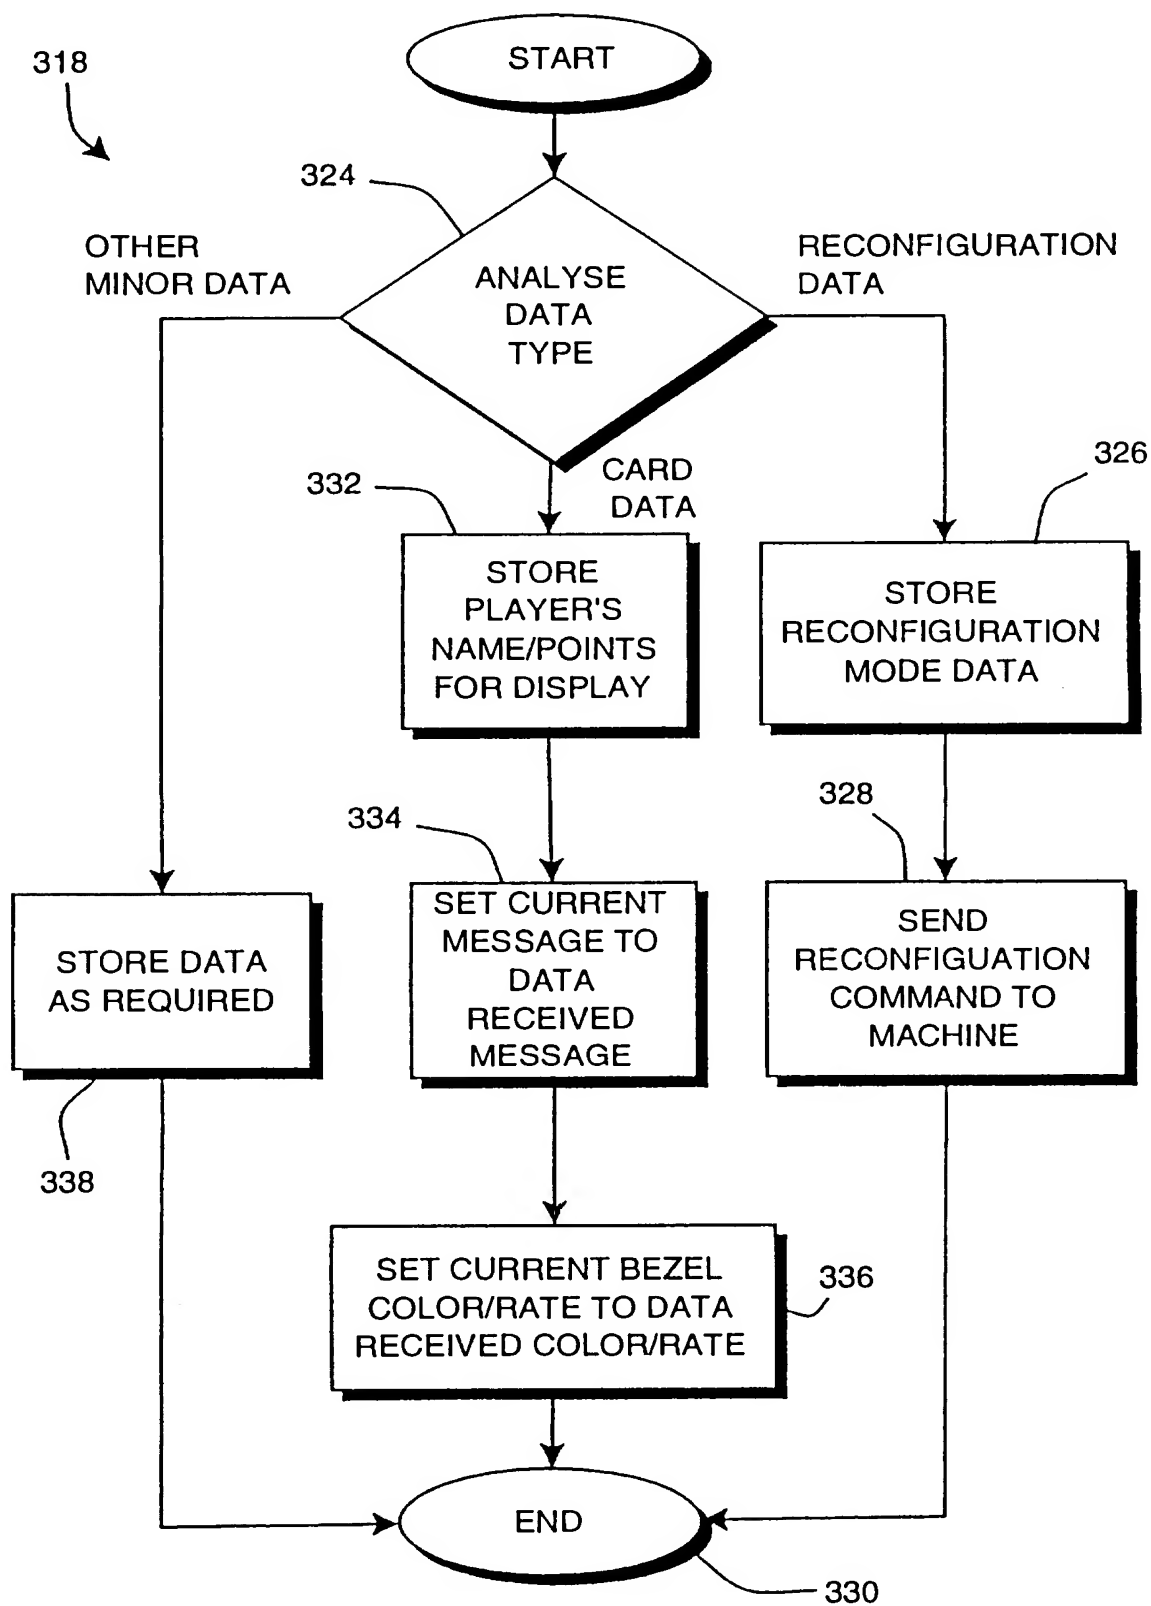 START
318
324
OTHER
MINOR DATA
RECONFIGURATION
DATA
ANALYSE
DATA
TYPE
CARD
DATA
332
326
STORE
PLAYER'S
NAME/POINTS
FOR DISPLAY
STORE
RECONFIGURATION
MODE DATA
334
328
STORE DATA
AS REQUIRED
SET CURRENT
MESSAGE TO
DATA
RECEIVED
MESSAGE
SEND
RECONFIGUATION
COMMAND TO
MACHINE
338
SET CURRENT BEZEL
COLOR/RATE TO DATA
RECEIVED COLOR/RATE
336
END
330